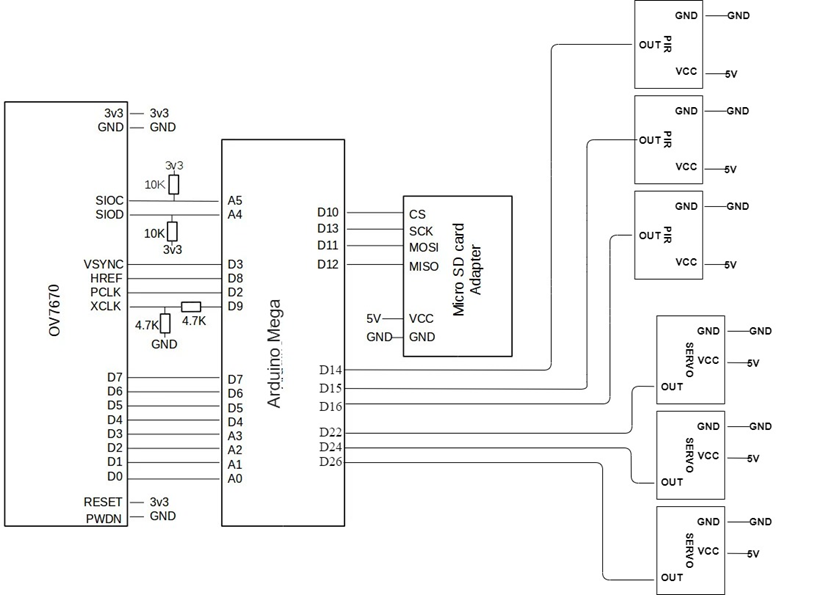 OV7670
3v3 3v3
GND GND
3v3
10K
SIOC
SIOD
10K
3v3
VSYNC
HREF
PCLK
XCLK
4.7K
4.7K
GND
D7
D6
D5
D4
D3
D2
D1
D0
RESET 3v3
PWDN GND
Arduino Mega
A5
A4
D3
D8
D2
D9
D7
D6
D5
D4
A3
A2
A1
A0
D10
D13
D11
D12
D14
D15
D16
D22
D24
D26
Micro SD card
Adapter
CS
SCK
MOSI
MISO
5V VCC
GND GND
GND GND
OUT PIR
VCC 5V
GND GND
OUT PIR
VCC 5V
GND GND
OUT PIR
VCC 5V
GND GND
SERVO
VCC 5V
OUT
GND GND
SERVO
VCC 5V
OUT
GND GND
SERVO
VCC 5V
OUT